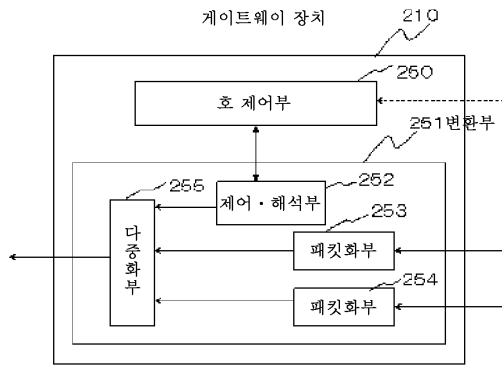 게이트웨이 장치
210
250
호 제어부
251변환부
255
252
제어·해석부
253
다중화부
패킷화부
254
패킷화부